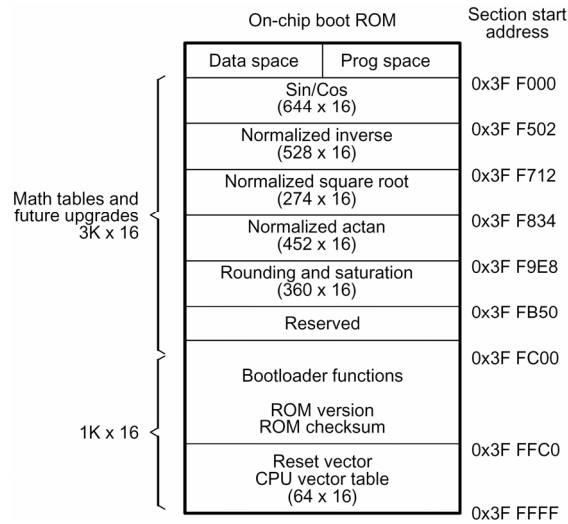 On-chip boot ROM
Section start
address
Data space
Prog space
0x3F F000
Sin/Cos
(644 x 16)
0x3F F502
Normalized inverse
(528 x 16)
0x3F F712
Normalized square root
(274 x 16)
Math tables and
future upgrades
3K x 16
0x3F F834
Normalized actan
(452 x 16)
0x3F F9E8
Rounding and saturation
(360 x 16)
0x3F FB50
Reserved
0x3F FC00
Bootloader functions
ROM version
ROM checksum
1K x 16
0x3F FFC0
Reset vector
CPU vector table
(64 x 16)
0x3F FFFF